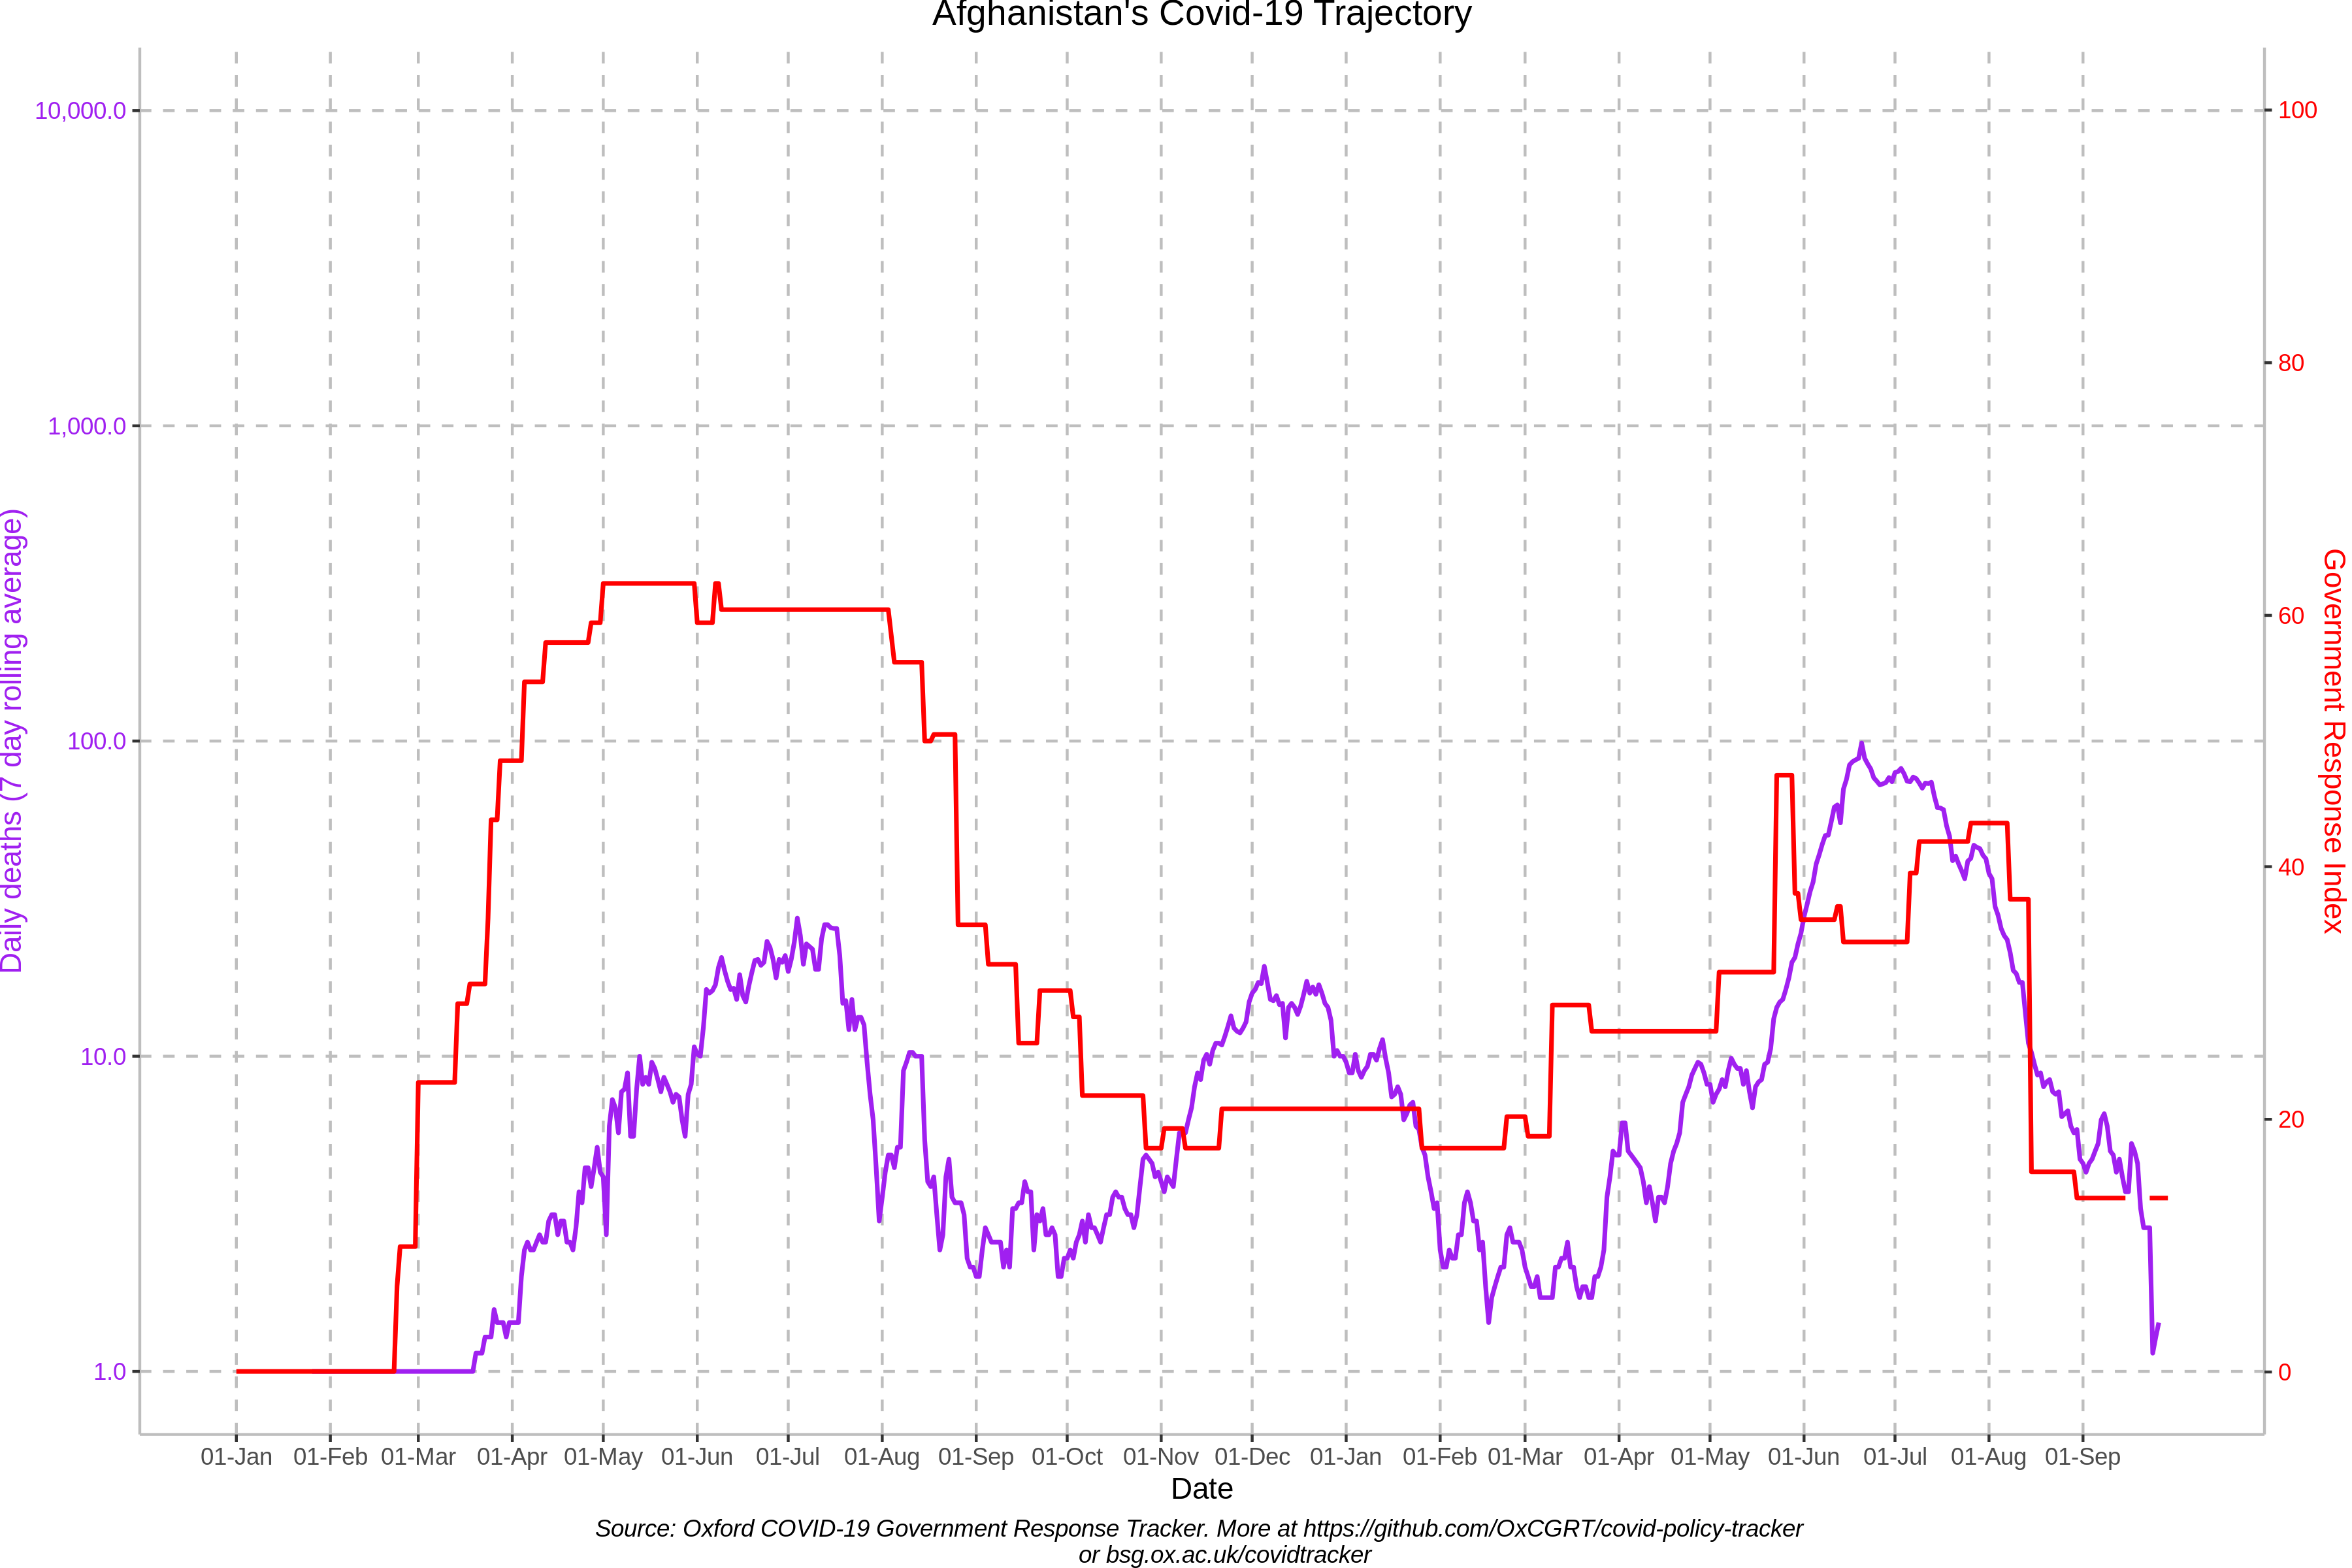 Afghanistan's Covid-19 Trajectory
10,000.0
1,000.0
100.0
10.0
1.0
Daily deaths (7 day rolling average)
100
80
60
40
20
0
Government Response Index
01-Jan 01-Feb 01-Mar 01-Apr 01-May 01-Jun 01-Jul 01-Aug 01-Sep 01-Oct 01-Nov 01-Dec 01-Jan 01-Feb 01-Mar 01-Apr 01-May 01-Jun 01-Jul 01-Aug 01-Sep
Date
Source: Oxford COVID-19 Government Response Tracker. More at https://github.com/OxCGRT/covid-policy-tracker
or bsg.ox.ac.uk/covidtracker